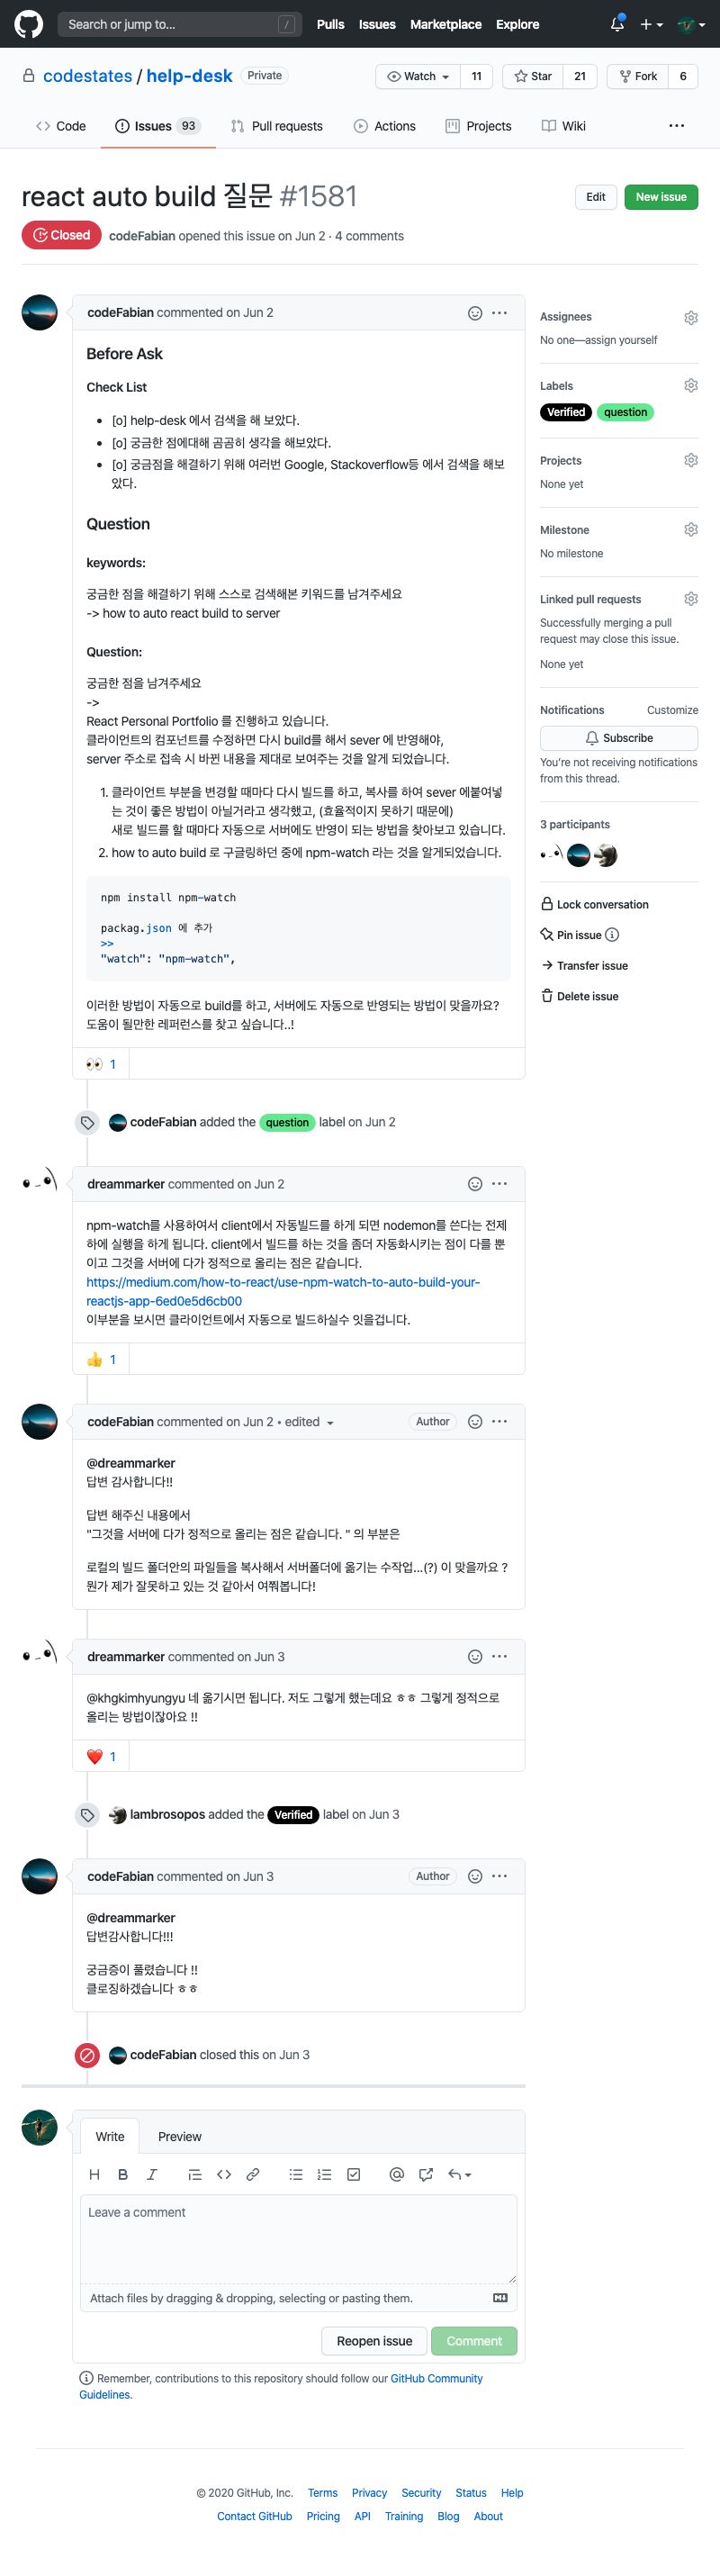 Search or jump to... /
Pulls Issues Marketplace Explore
codestates / help-desk Private
Watch 11 Star 21 Fork 6
Code Issues 93 Pull requests Actions Projects Wiki
react auto build 질문 #1581
Edit New issue
Closed codeFabian opened this issue on Jun 2 · 4 comments
codeFabian commented on Jun 2
Before Ask
Check List
[o] help-desk 에서 검색을 해 보았다.
[o] 궁금한 점에대해 곰곰히 생각을 해보았다.
[o] 궁금점을 해결하기 위해 여러번 Google, Stackoverflow등 에서 검색을 해보
았다.
Question
keywords:
궁금한 점을 해결하기 위해 스스로 검색해본 키워드를 남겨주세요
-> how to auto react build to server
Question:
궁금한 점을 남겨주세요
->
React Personal Portfolio 를 진행하고 있습니다.
클라이언트의 컴포넌트를 수정하면 다시 build를 해서 sever 에 반영해야,
server 주소로 접속 시 바뀐 내용을 제대로 보여주는 것을 알게 되었습니다.
1. 클라이언트 부분을 변경할 때마다 다시 빌드를 하고, 복사를 하여 sever 에붙여넣
는 것이 좋은 방법이 아닐거라고 생각했고, (효율적이지 못하기 때문에)
새로 빌드를 할 때마다 자동으로 서버에도 반영이 되는 방법을 찾아보고 있습니다.
2. how to auto build 로 구글링하던 중에 npm-watch 라는 것을 알게되었습니다.
npm install npm-watch
packag.json 에 추가
>>
"watch": "npm-watch",
이러한 방법이 자동으로 build를 하고, 서버에도 자동으로 반영되는 방법이 맞을까요?
도움이 될만한 레퍼런스를 찾고 싶습니다..!
👀 1
codeFabian added the question label on Jun 2
dreammarker commented on Jun 2
npm-watch를 사용하여서 client에서 자동빌드를 하게 되면 nodemon를 쓴다는 전제
하에 실행을 하게 됩니다. client에서 빌드를 하는 것을 좀더 자동화시키는 점이 다를 뿐
이고 그것을 서버에 다가 정적으로 올리는 점은 같습니다.
https://medium.com/how-to-react/use-npm-watch-to-auto-build-your-
reactjs-app-6ed0e5d6cb00
이부분을 보시면 클라이언트에서 자동으로 빌드하실수 잇을겁니다.
👍 1
codeFabian commented on Jun 2 • edited Author
@dreammarker
답변 감사합니다!!
답변 해주신 내용에서
"그것을 서버에 다가 정적으로 올리는 점은 같습니다. " 의 부분은
로컬의 빌드 폴더안의 파일들을 복사해서 서버폴더에 옮기는 수작업...(?) 이 맞을까요 ?
뭔가 제가 잘못하고 있는 것 같아서 여쭤봅니다!
dreammarker commented on Jun 3
@khgkimhyungyu 네 옮기시면 됩니다. 저도 그렇게 했는데요 ㅎㅎ 그렇게 정적으로
올리는 방법이잖아요 !!
❤️ 1
lambrosopos added the Verified label on Jun 3
codeFabian commented on Jun 3 Author
@dreammarker
답변감사합니다!!!
궁금증이 풀렸습니다 !!
클로징하겠습니다 ㅎㅎ
codeFabian closed this on Jun 3
Write Preview
Leave a comment
Attach files by dragging & dropping, selecting or pasting them.
Reopen issue Comment
Remember, contributions to this repository should follow our GitHub Community
Guidelines.
Assignees
No one—assign yourself
Labels
Verified question
Projects
None yet
Milestone
No milestone
Linked pull requests
Successfully merging a pull
request may close this issue.
None yet
Notifications Customize
Subscribe
You're not receiving notifications
from this thread.
3 participants
Lock conversation
Pin issue
Transfer issue
Delete issue
© 2020 GitHub, Inc. Terms Privacy Security Status Help
Contact GitHub Pricing API Training Blog About